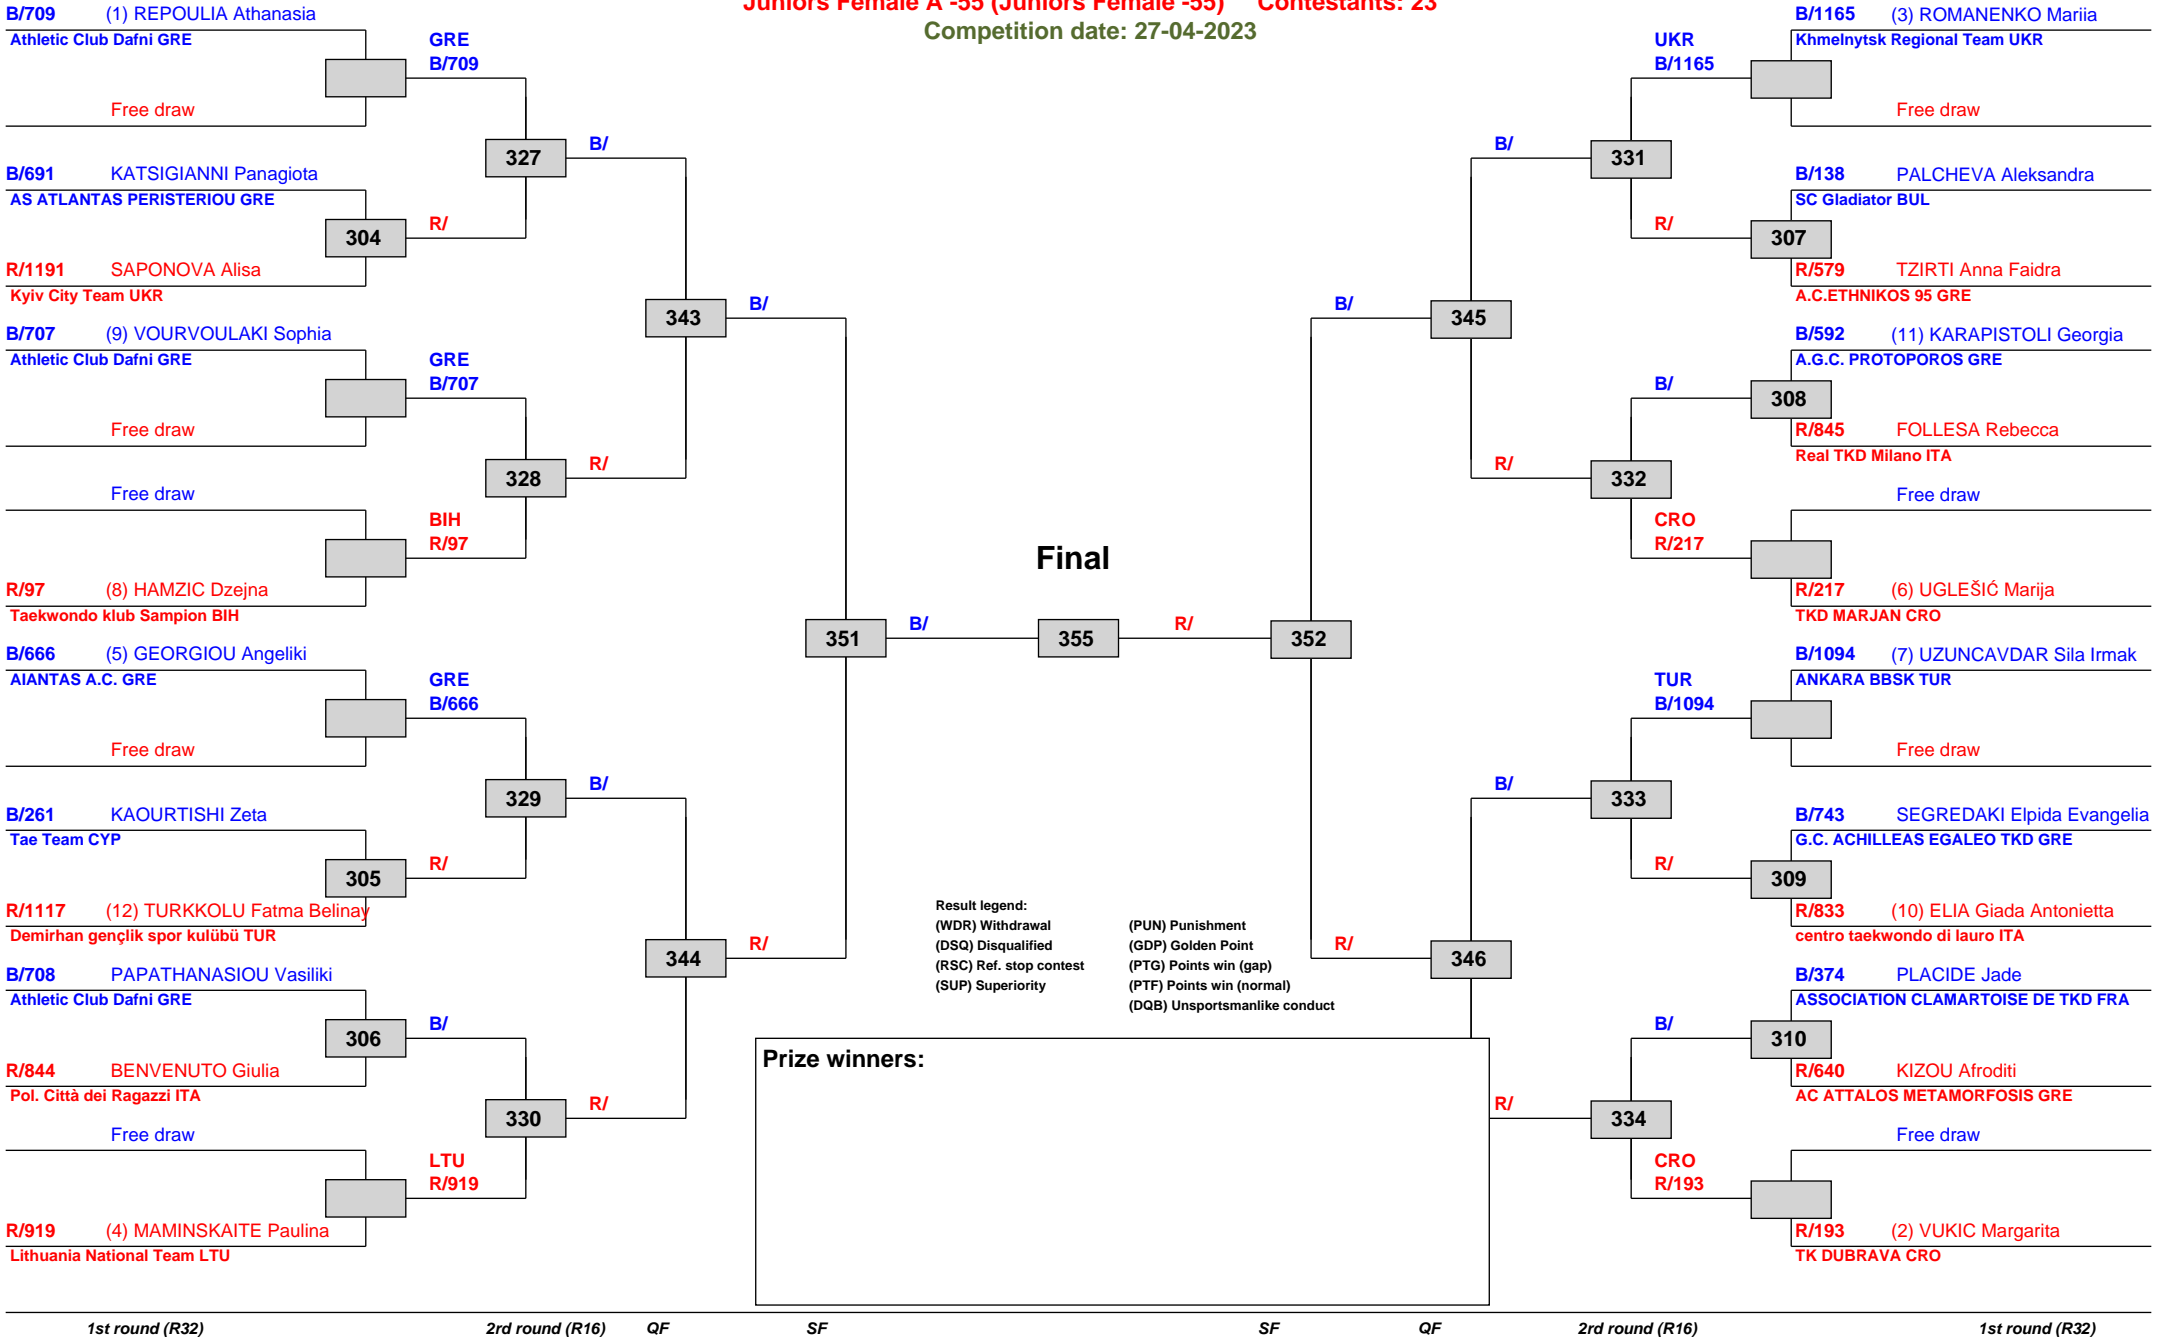 Juniors Female A -55 (Juniors Female -55) Contestants: 23
Competition date: 27-04-2023
B/709 (1) REPOULIA Athanasia
Athletic Club Dafni GRE
GRE
B/709
Free draw
327
B/
B/691 KATSIGIANNI Panagiota
AS ATLANTAS PERISTERIOU GRE
304
R/
R/1191 SAPONOVA Alisa
Kyiv City Team UKR
343
B/
B/707 (9) VOURVOULAKI Sophia
Athletic Club Dafni GRE
GRE
B/707
Free draw
328
R/
Free draw
BIH
R/97
R/97 (8) HAMZIC Dzejna
Taekwondo klub Sampion BIH
351
B/
B/666 (5) GEORGIOU Angeliki
AIANTAS A.C. GRE
GRE
B/666
Free draw
329
B/
B/261 KAOURTISHI Zeta
Tae Team CYP
305
R/
R/1117 (12) TURKKOLU Fatma Belinay
Demirhan gençlik spor kulübü TUR
344
R/
B/708 PAPATHANASIOU Vasiliki
Athletic Club Dafni GRE
306
B/
R/844 BENVENUTO Giulia
Pol. Città dei Ragazzi ITA
330
R/
Free draw
LTU
R/919
R/919 (4) MAMINSKAITE Paulina
Lithuania National Team LTU
Final
355
R/
352
B/1165 (3) ROMANENKO Mariia
Khmelnytsk Regional Team UKR
UKR
B/1165
Free draw
B/
331
B/138 PALCHEVA Aleksandra
SC Gladiator BUL
R/
307
R/579 TZIRTI Anna Faidra
A.C.ETHNIKOS 95 GRE
B/
345
B/592 (11) KARAPISTOLI Georgia
A.G.C. PROTOPOROS GRE
B/
308
R/845 FOLLESA Rebecca
Real TKD Milano ITA
R/
332
Free draw
CRO
R/217
R/217 (6) UGLEŠIĆ Marija
TKD MARJAN CRO
B/1094 (7) UZUNCAVDAR Sila Irmak
ANKARA BBSK TUR
TUR
B/1094
Free draw
B/
333
B/743 SEGREDAKI Elpida Evangelia
G.C. ACHILLEAS EGALEO TKD GRE
R/
309
R/833 (10) ELIA Giada Antonietta
centro taekwondo di lauro ITA
R/
346
B/374 PLACIDE Jade
ASSOCIATION CLAMARTOISE DE TKD FRA
B/
310
R/640 KIZOU Afroditi
AC ATTALOS METAMORFOSIS GRE
R/
334
Free draw
CRO
R/193
R/193 (2) VUKIC Margarita
TK DUBRAVA CRO
Result legend:
(WDR) Withdrawal (PUN) Punishment
(DSQ) Disqualified (GDP) Golden Point
(RSC) Ref. stop contest (PTG) Points win (gap)
(SUP) Superiority (PTF) Points win (normal)
(DQB) Unsportsmanlike conduct
Prize winners:
1st round (R32) 2rd round (R16) QF SF SF QF 2rd round (R16) 1st round (R32)